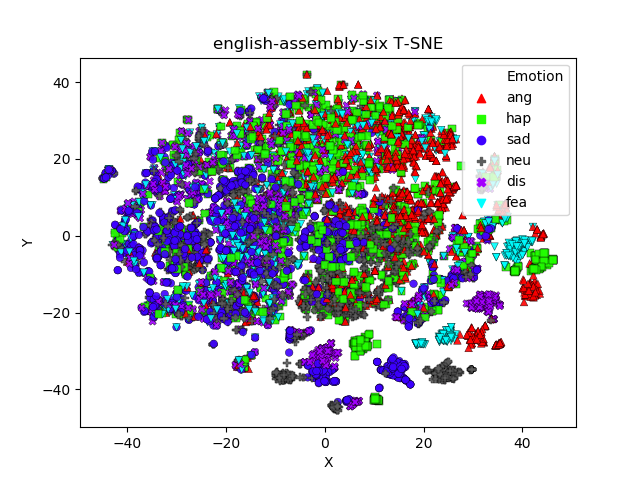 english-assembly-six T-SNE
Emotion
ang
hap
sad
neu
dis
fea
40
20
0
−20
−40
Y
−40
−20
0
20
40
X